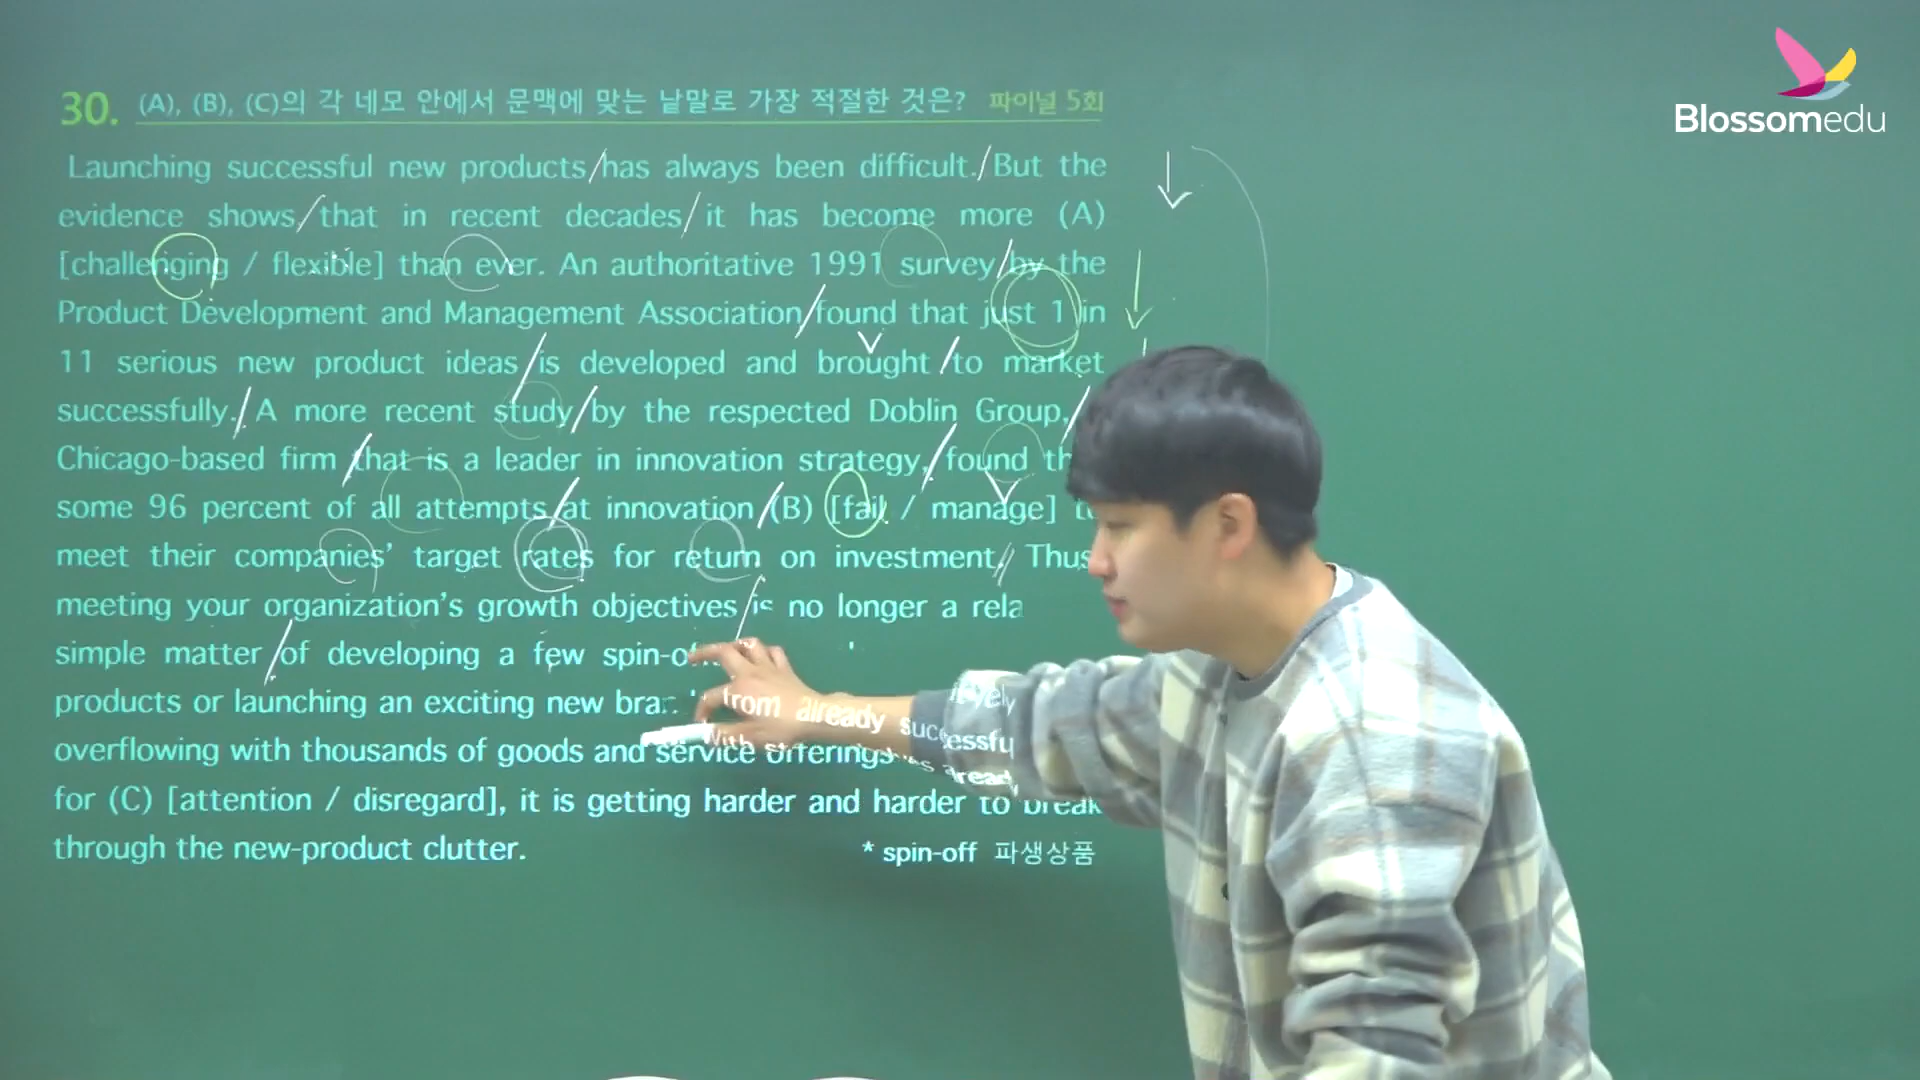 Blossomedu
30. (A), (B), (C)의 각 네모 안에서 문맥에 맞는 낱말로 가장 적절한 것은? 파이널 5회
Launching successful new products has always been difficult. But the
evidence shows that in recent decades it has become more (A)
[challenging / flexible] than ever. An authoritative 1991 survey by the
Product Development and Management Association found that just 1 in
11 serious new product ideas is developed and brought to market
successfully. A more recent study by the respected Doblin Group,
Chicago-based firm that is a leader in innovation strategy, found
some 96 percent of all attempts at innovation (B) [fail / manage]
meet their companies' target rates for return on investment. Thus
meeting your organization's growth objectives is no longer a
simple matter of developing a few from already
products or launching an exciting new With
overflowing with thousands of goods and service offerings
for (C) [attention / disregard], it is getting harder and harder to break
through the new-product clutter.
* spin-off 파생상품